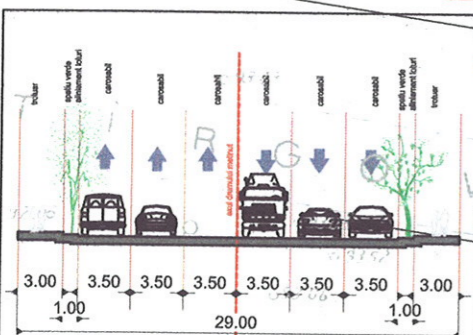 trotuar
spatiu verde
aliniament loturi
carosabil
carosabil
carosabil
axul drumului
carosabil
carosabil
carosabil
spatiu verde
aliniament loturi
trotuar
R G
3.00 3.50 3.50 3.50 3.50 3.50 3.50 3.00
1.00 1.00
29.00